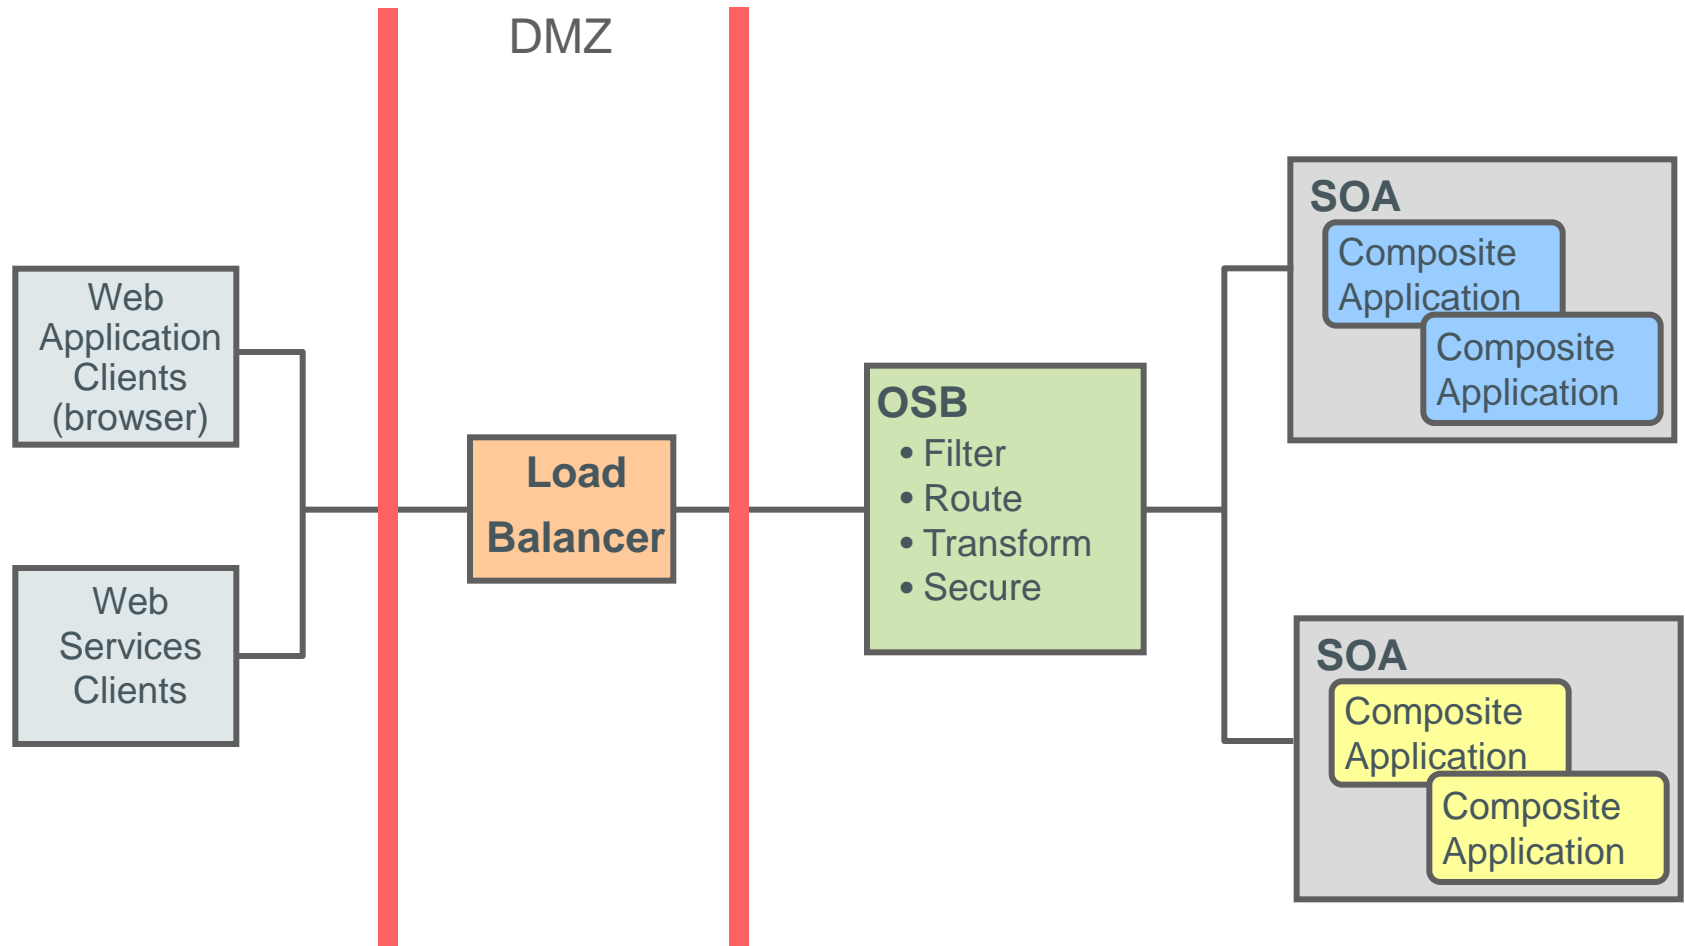 DMZ
Web
Application
Clients
(browser)
Web
Services
Clients
Load
Balancer
OSB
• Filter
• Route
• Transform
• Secure
SOA
Composite
Application
Composite
Application
SOA
Composite
Application
Composite
Application